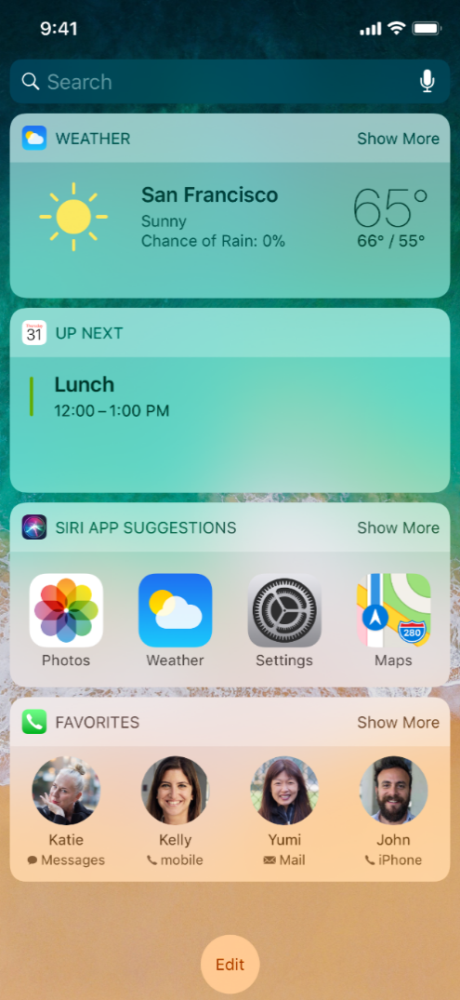 9:41
Search
WEATHER Show More
San Francisco 65°
Sunny
Chance of Rain: 0% 66° / 55°
Thursday
31 UP NEXT
Lunch
12:00 – 1:00 PM
SIRI APP SUGGESTIONS Show More
280
Photos Weather Settings Maps
FAVORITES Show More
Katie Kelly Yumi John
Messages mobile Mail iPhone
Edit